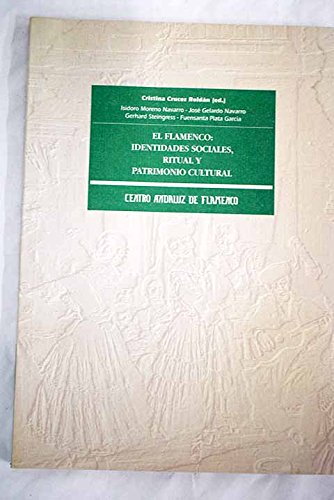 Cristina Cruces Roldán (ed.)
Isidoro Moreno Navarro - José Gelardo Navarro
Gerhard Steingress - Fuensanta Plata García
EL FLAMENCO:
IDENTIDADES SOCIALES,
RITUAL Y
PATRIMONIO CULTURAL
CENTRO ANDALUZ DE FLAMENCO